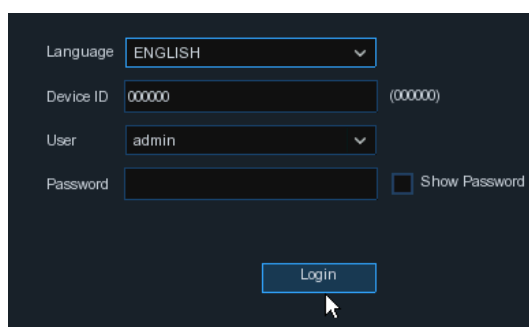 Language ENGLISH
Device ID 000000 (000000)
User admin
Password Show Password
Login